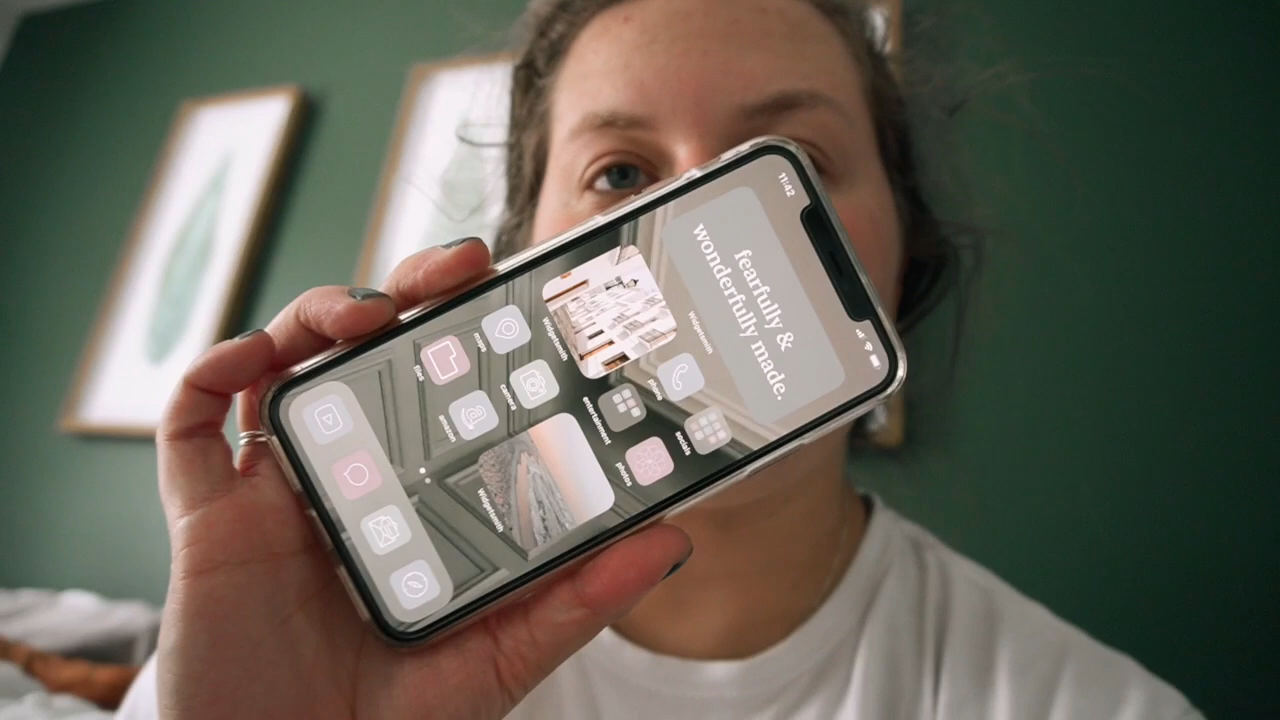 11:42
fearfully &
wonderfully made.
Widgetsmith
Widgetsmith
phone
socials
entertainment
photos
maps
camera
files
amazon
Widgetsmith